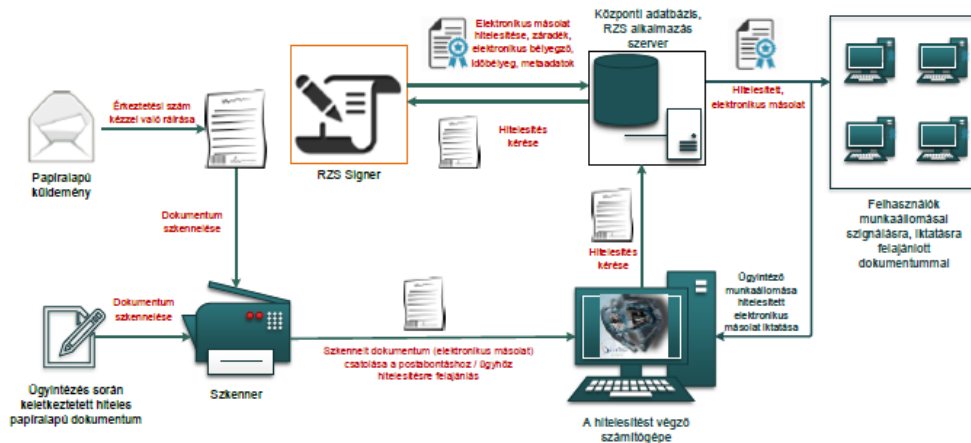 Elektronikus másolat
hitelesítése, záradék,
elektronikus bélyegző,
időbélyeg, metaadatok
Központi adatbázis,
RZS alkalmazás
szerver
Érkeztetési szám
kézzel való ráírása
Hitelesített,
elektronikus másolat
Hitelesítés
kérése
Papíralapú
küldemény
RZS Signer
Felhasználók
munkaállomásai
szignálásra, iktatásra
felajánlott
dokumentummal
Dokumentum
szkennelése
Hitelesítés
kérése
Ügyintéző
munkaállomása
hitelesített
elektronikus
másolat iktatása
Dokumentum
szkennelése
Szkennelt dokumentum (elektronikus másolat)
csatolása a postabontáshoz / ügyhöz
hitelesítésre felajánlás
Szkenner
Ügyintézés során
keletkeztetett hiteles
papíralapú dokumentum
A hitelesítést végző
számítógépe